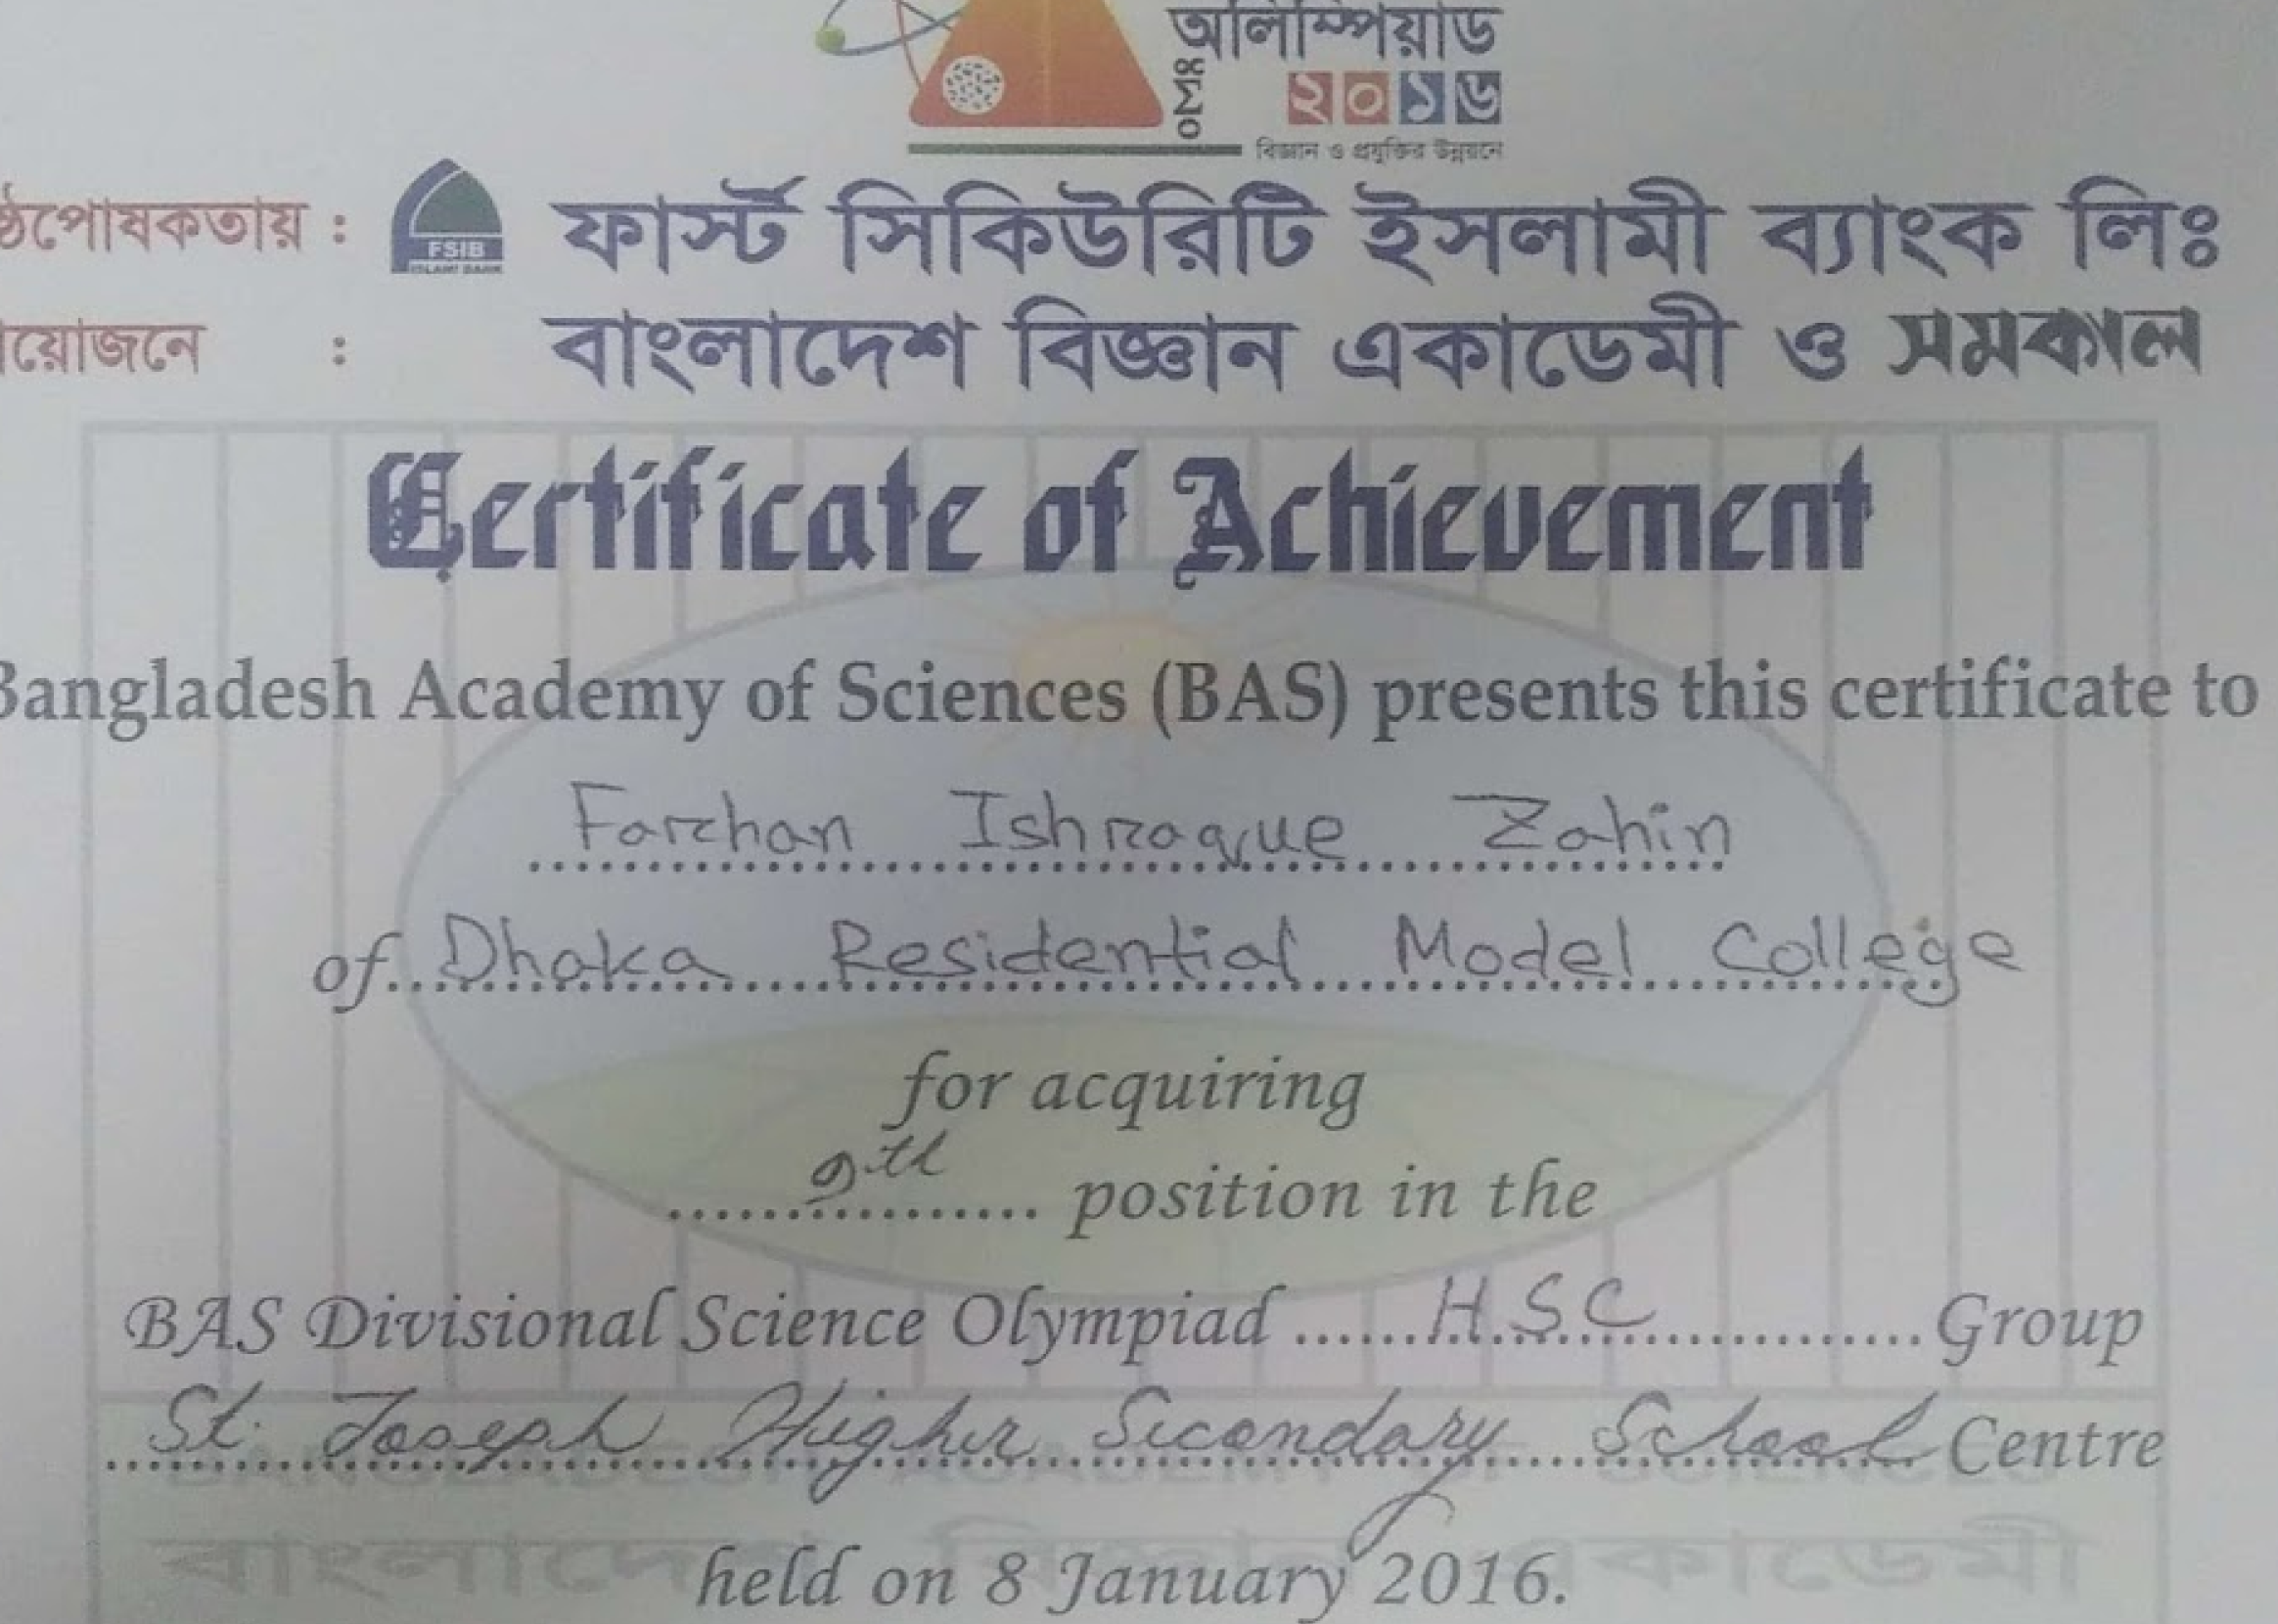 অলিম্পিয়াড
২০১৬
বিজ্ঞান ও প্রযুক্তির উন্নয়নে
ষ্ঠপোষকতায় : FSIB ISLAMI BANK ফার্স্ট সিকিউরিটি ইসলামী ব্যাংক লিঃ
য়োজনে : বাংলাদেশ বিজ্ঞান একাডেমী ও সমকাল
Certificate of Achievement
Bangladesh Academy of Sciences (BAS) presents this certificate to
Farhan Ishraque Zahin
of Dhaka Residential Model College
for acquiring
9th position in the
BAS Divisional Science Olympiad H.S.C Group
St. Joseph Higher Secondary School Centre
বাংলাদেশ বিজ্ঞান একাডেমী
held on 8 January 2016.